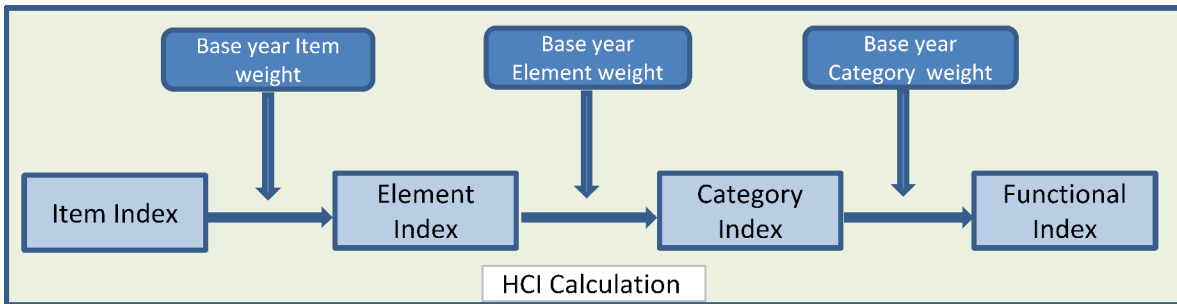 Base year Item
weight
Base year
Element weight
Base year
Category weight
Item Index
Element
Index
Category
Index
Functional
Index
HCI Calculation